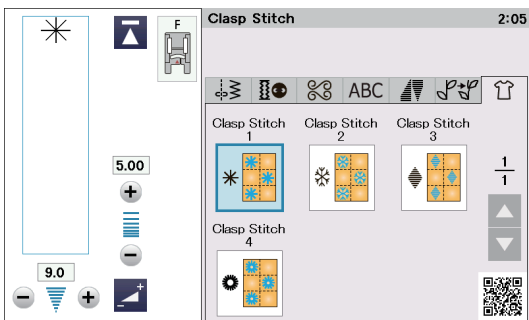 F
5.00
9.0
Clasp Stitch
2:05
ABC
Clasp Stitch
1
Clasp Stitch
2
Clasp Stitch
3
Clasp Stitch
4
1
1